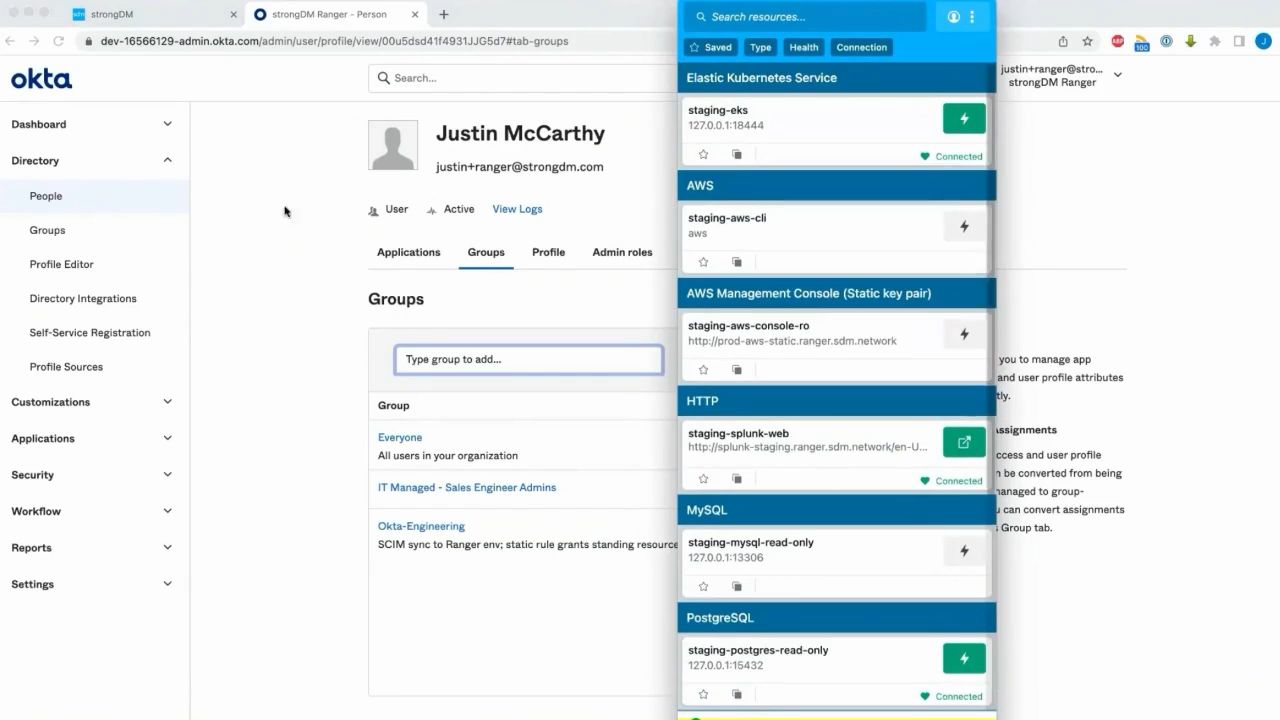 strongDM
strongDM Ranger - Person
dev-16566129-admin.okta.com/admin/user/profile/view/00u5dsd41f4931JJG5d7#tab-groups
100
J
okta
Search...
justin+ranger@stro...
strongDM Ranger
Dashboard
Directory
People
Groups
Profile Editor
Directory Integrations
Self-Service Registration
Profile Sources
Customizations
Applications
Security
Workflow
Reports
Settings
Justin McCarthy
justin+ranger@strongdm.com
User
Active
View Logs
Applications
Groups
Profile
Admin roles
Groups
Type group to add...
Group
Everyone
All users in your organization
IT Managed - Sales Engineer Admins
Okta-Engineering
SCIM sync to Ranger env; static rule grants standing resource
Search resources...
Saved
Type
Health
Connection
Elastic Kubernetes Service
staging-eks
127.0.0.1:18444
Connected
AWS
staging-aws-cli
aws
AWS Management Console (Static key pair)
staging-aws-console-ro
http://prod-aws-static.ranger.sdm.network
HTTP
staging-splunk-web
http://splunk-staging.ranger.sdm.network/en-U...
Connected
MySQL
staging-mysql-read-only
127.0.0.1:13306
PostgreSQL
staging-postgres-read-only
127.0.0.1:15432
Connected
you to manage app
and user profile attributes
Assignments
ccess and user profile
n be converted from being
managed to group-
u can convert assignments
Group tab.